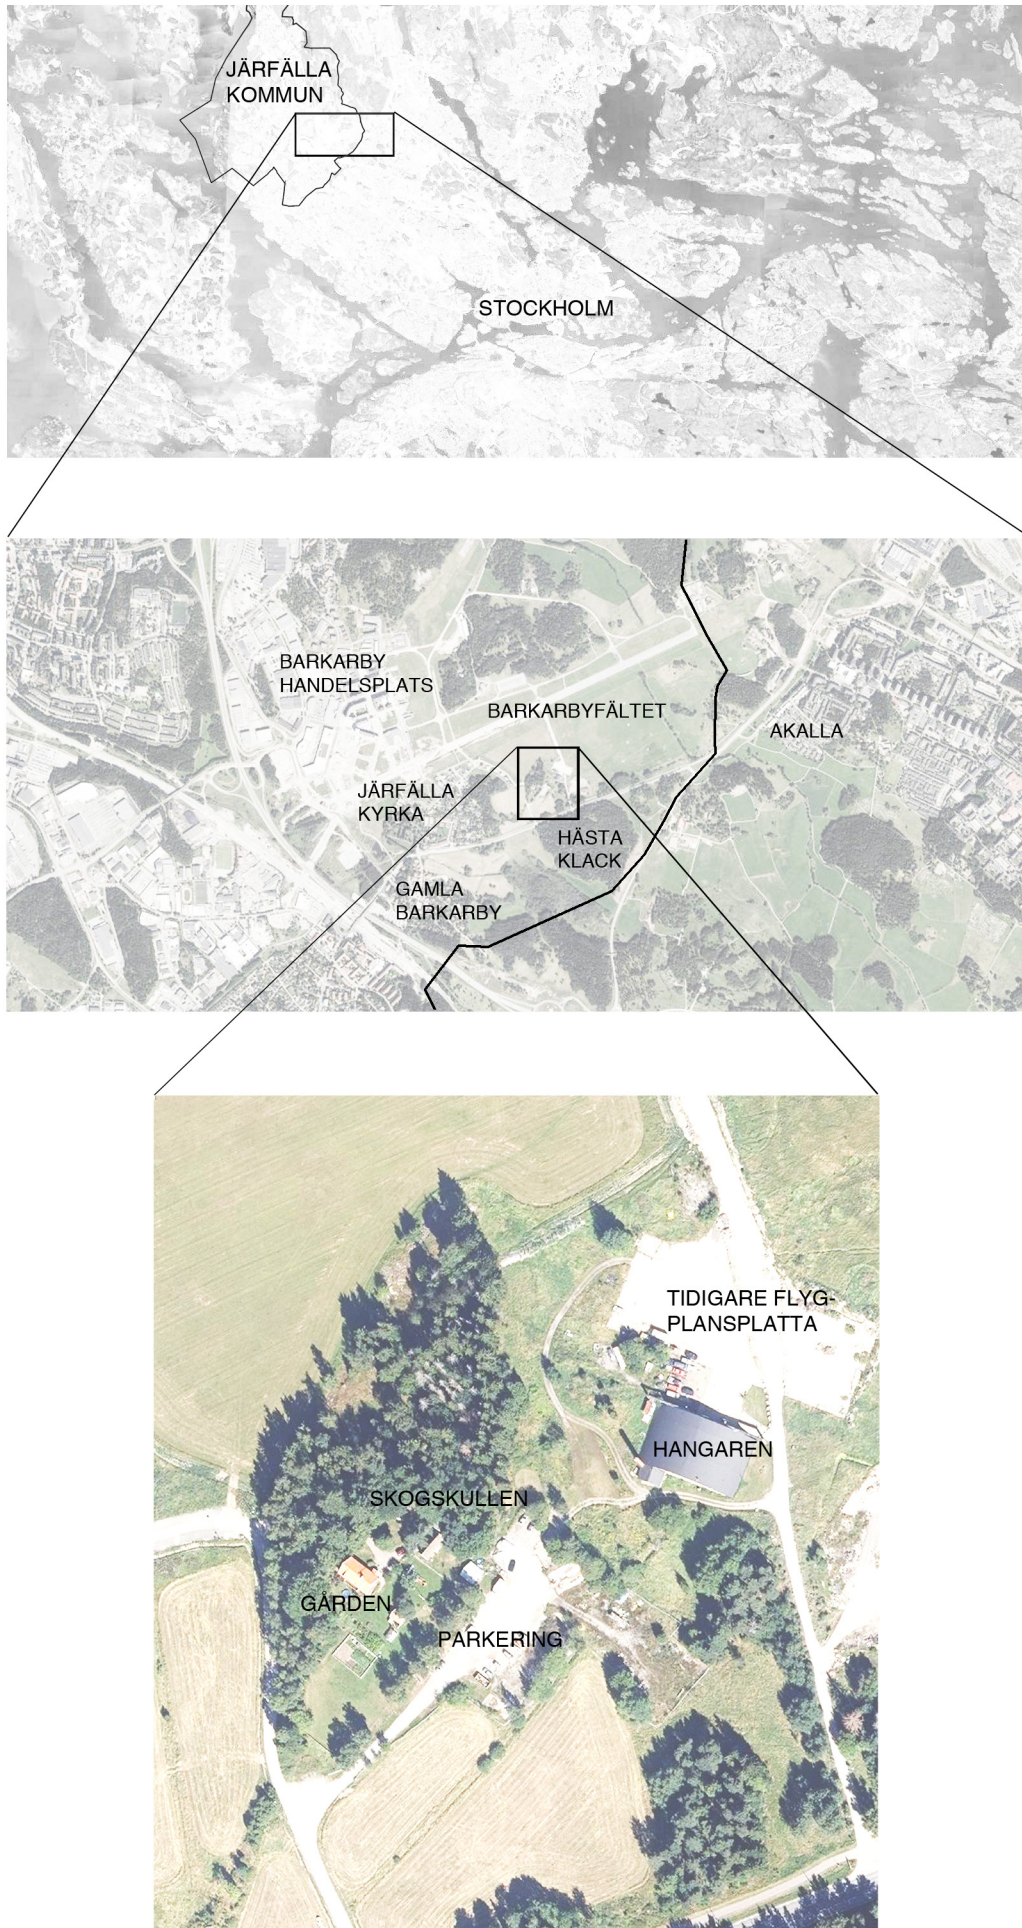 JÄRFÄLLA
KOMMUN
STOCKHOLM
BARKARBY
HANDELSPLATS
BARKARBYFÄLTET
AKALLA
JÄRFÄLLA
KYRKA
HÄSTA
KLACK
GAMLA
BARKARBY
TIDIGARE FLYG-
PLANSPLATTA
HANGAREN
SKOGSKULLEN
GÅRDEN
PARKERING